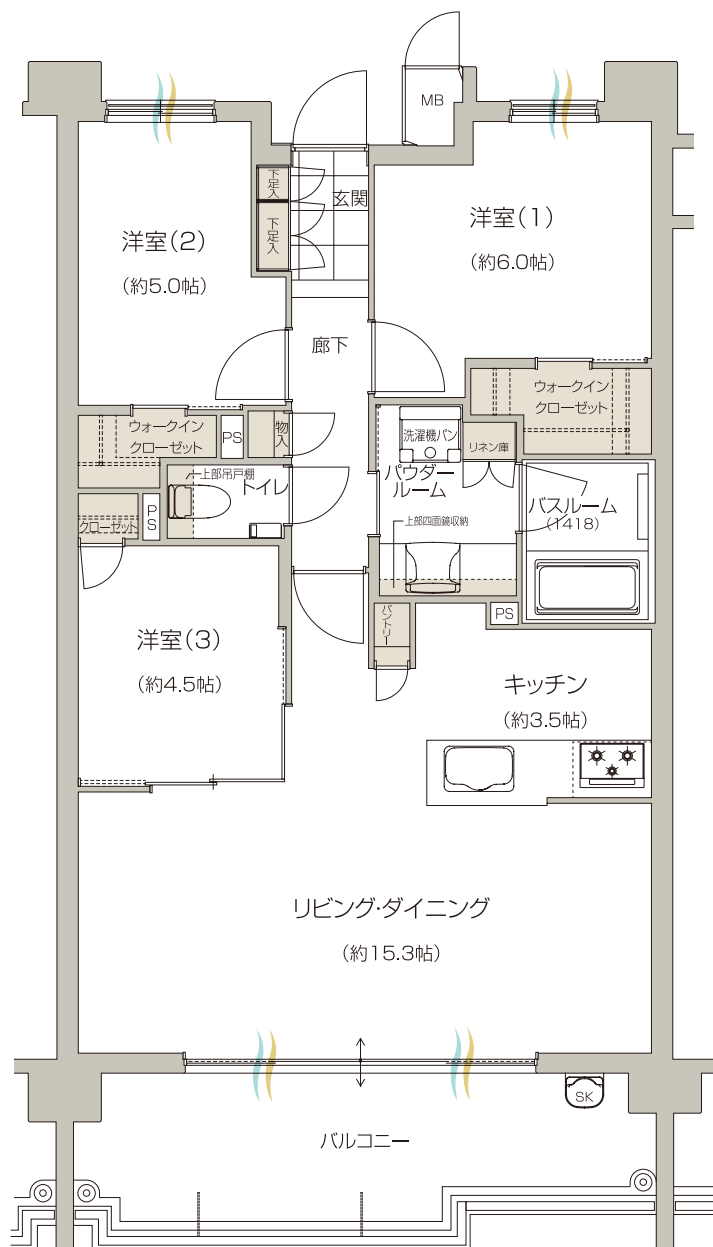 MB
下足入
玄関
下足入
洋室(2)
(約5.0帖)
洋室(1)
(約6.0帖)
廊下
ウォークイン
クローゼット
ウォークイン
クローゼット
PS
物入
洗濯機パン
リネン庫
パウダー
ルーム
上部吊戸棚
トイレ
バスルーム
(1418)
クローゼット
PS
上部四面鏡収納
パントリー
PS
洋室(3)
(約4.5帖)
キッチン
(約3.5帖)
リビング・ダイニング
(約15.3帖)
SK
バルコニー